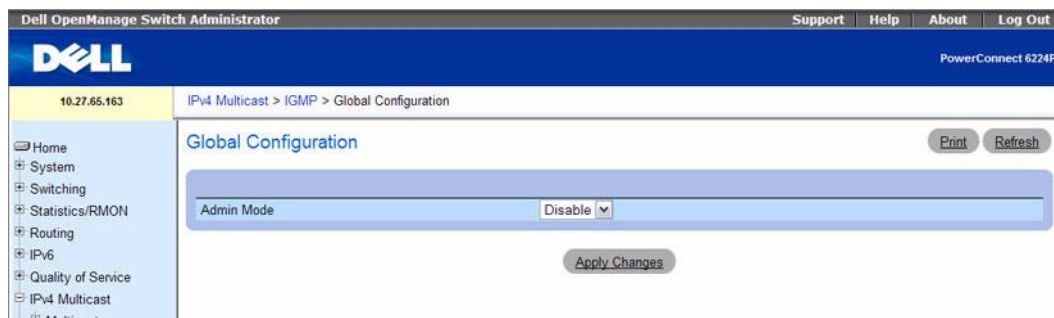 Dell OpenManage Switch Administrator
Support Help About Log Out
DELL
PowerConnect 6224P
10.27.65.163
IPv4 Multicast > IGMP > Global Configuration
Home
System
Switching
Statistics/RMON
Routing
IPv6
Quality of Service
IPv4 Multicast
Global Configuration
Print Refresh
Admin Mode Disable
Apply Changes